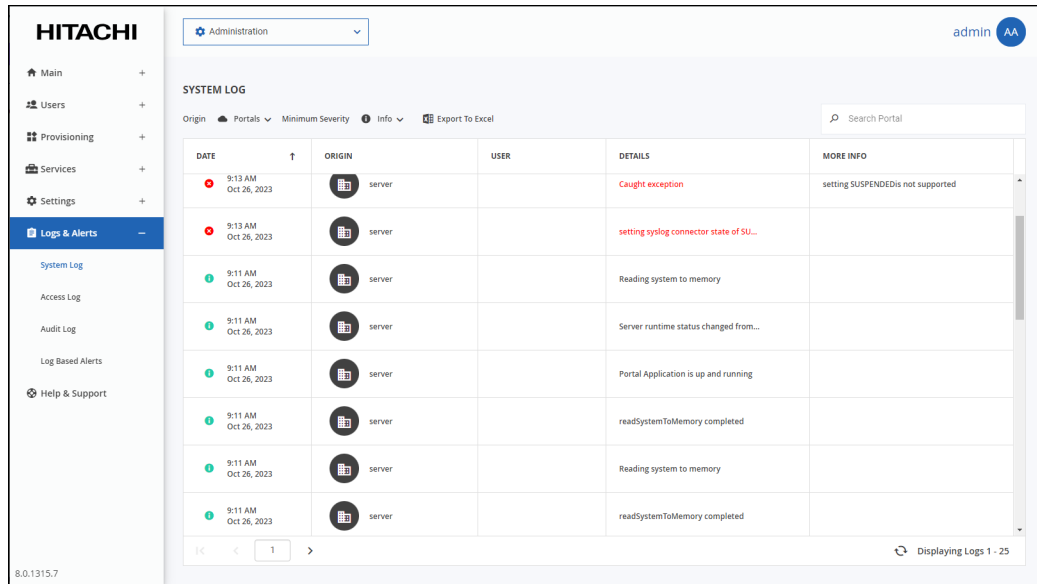 HITACHI
Administration
admin AA
Main
Users
Provisioning
Services
Settings
Logs & Alerts
System Log
Access Log
Audit Log
Log Based Alerts
Help & Support
8.0.1315.7
SYSTEM LOG
Origin Portals Minimum Severity Info Export To Excel
Search Portal
DATE ORIGIN USER DETAILS MORE INFO
9:13 AM
Oct 26, 2023 server Caught exception setting SUSPENDEDis not supported
9:13 AM
Oct 26, 2023 server setting syslog connector state of SU...
9:11 AM
Oct 26, 2023 server Reading system to memory
9:11 AM
Oct 26, 2023 server Server runtime status changed from...
9:11 AM
Oct 26, 2023 server Portal Application is up and running
9:11 AM
Oct 26, 2023 server readSystemToMemory completed
9:11 AM
Oct 26, 2023 server Reading system to memory
9:11 AM
Oct 26, 2023 server readSystemToMemory completed
1
Displaying Logs 1 - 25